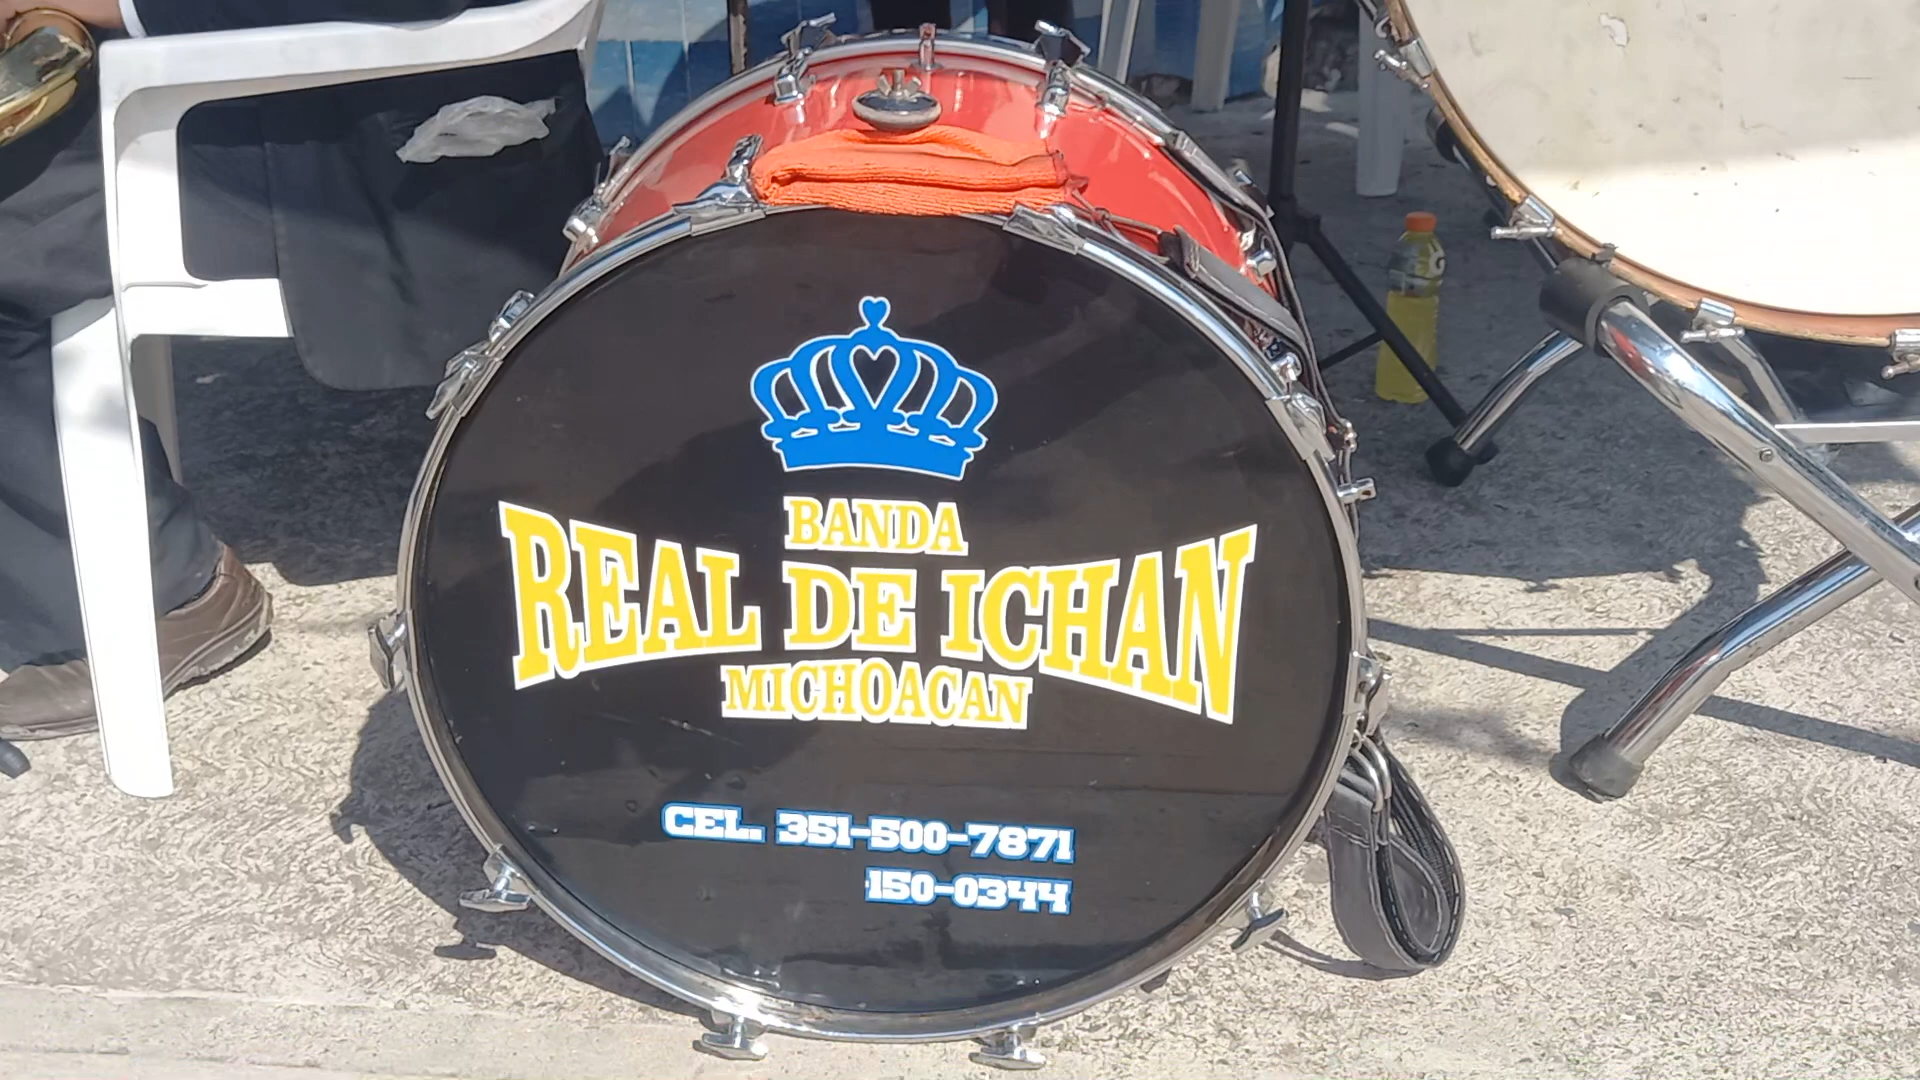 BANDA
REAL DE ICHAN
MICHOACAN
CEL. 351-500-7871
150-0344
G